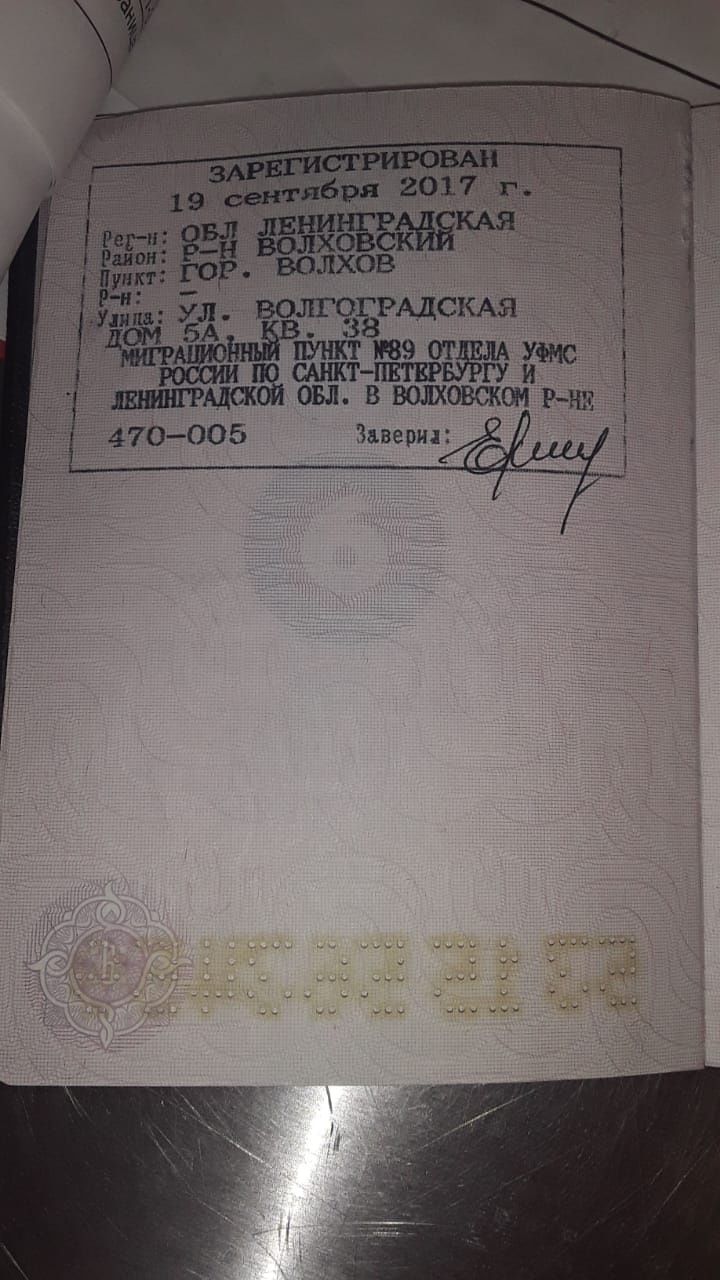 ЗАРЕГИСТРИРОВАН
19 сентября 2017 г.
Рег-н: ОБЛ ЛЕНИНГРАДСКАЯ
Район: Р-Н ВОЛХОВСКИЙ
Пункт: ГОР. ВОЛХОВ
Р-н: –
Улица: УЛ. ВОЛГОГРАДСКАЯ
ДОМ 5А, КВ. 38
МИГРАЦИОННЫЙ ПУНКТ №89 ОТДЕЛА УФМС
РОССИИ ПО САНКТ-ПЕТЕРБУРГУ И
ЛЕНИНГРАДСКОЙ ОБЛ. В ВОЛХОВСКОМ Р-НЕ
470-005 Заверил:
6